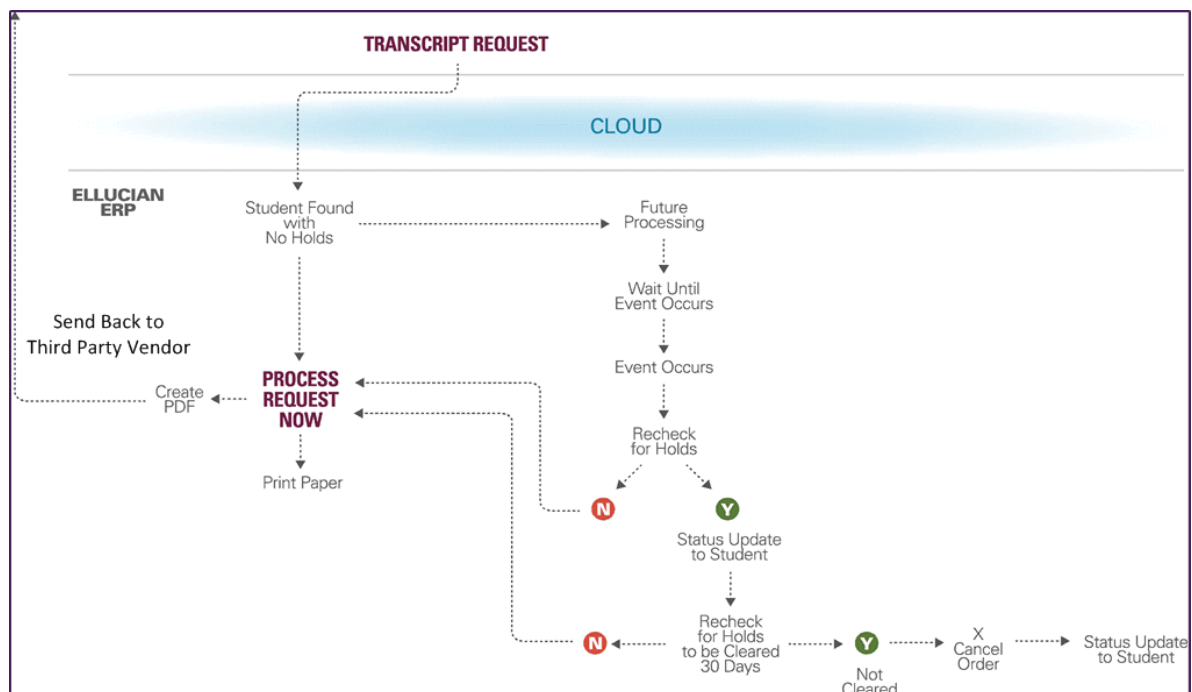 TRANSCRIPT REQUEST
CLOUD
ELLUCIAN
ERP
Student Found
with
No Holds
Future
Processing
Wait Until
Event Occurs
Send Back to
Third Party Vendor
Event Occurs
PROCESS
REQUEST
NOW
Create
PDF
Recheck
for Holds
Print Paper
N
Y
Status Update
to Student
N
Recheck
for Holds
to be Cleared
30 Days
Y
Not
Cleared
X
Cancel
Order
Status Update
to Student